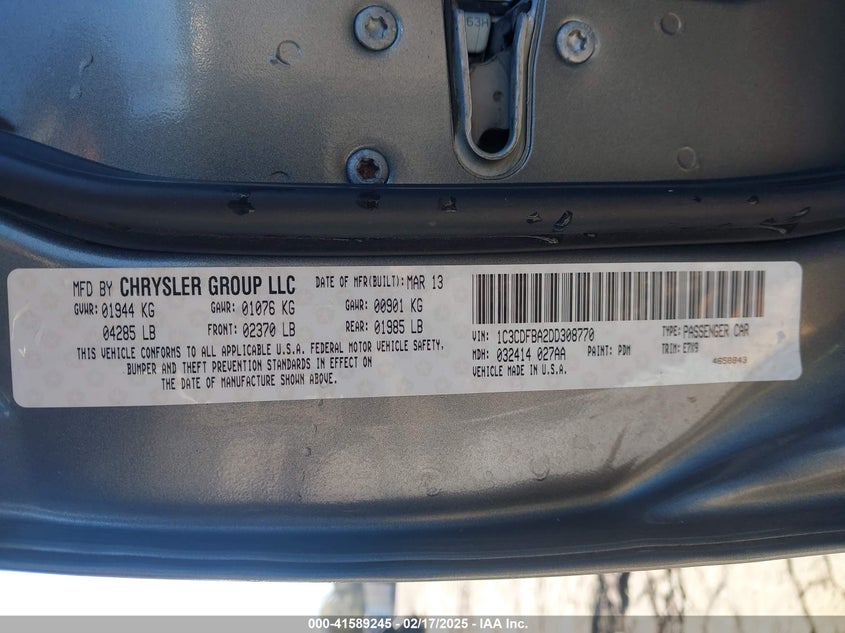 53H
MFD BY CHRYSLER GROUP LLC DATE OF MFR(BUILT): MAR 13
GVWR: 01944 KG GAWR: 01076 KG GAWR: 00901 KG
04285 LB FRONT: 02370 LB REAR: 01985 LB
THIS VEHICLE CONFORMS TO ALL APPLICABLE U.S.A. FEDERAL MOTOR VEHICLE SAFETY,
BUMPER AND THEFT PREVENTION STANDARDS IN EFFECT ON
THE DATE OF MANUFACTURE SHOWN ABOVE.
VIN: 1C3CDFBA2DD308770 TYPE: PASSENGER CAR
MDH: 032414 027AA PAINT: PDM TRIM: E7X9
VEHICLE MADE IN U.S.A. 4658843
000-41589245 - 02/17/2025 - IAA Inc.